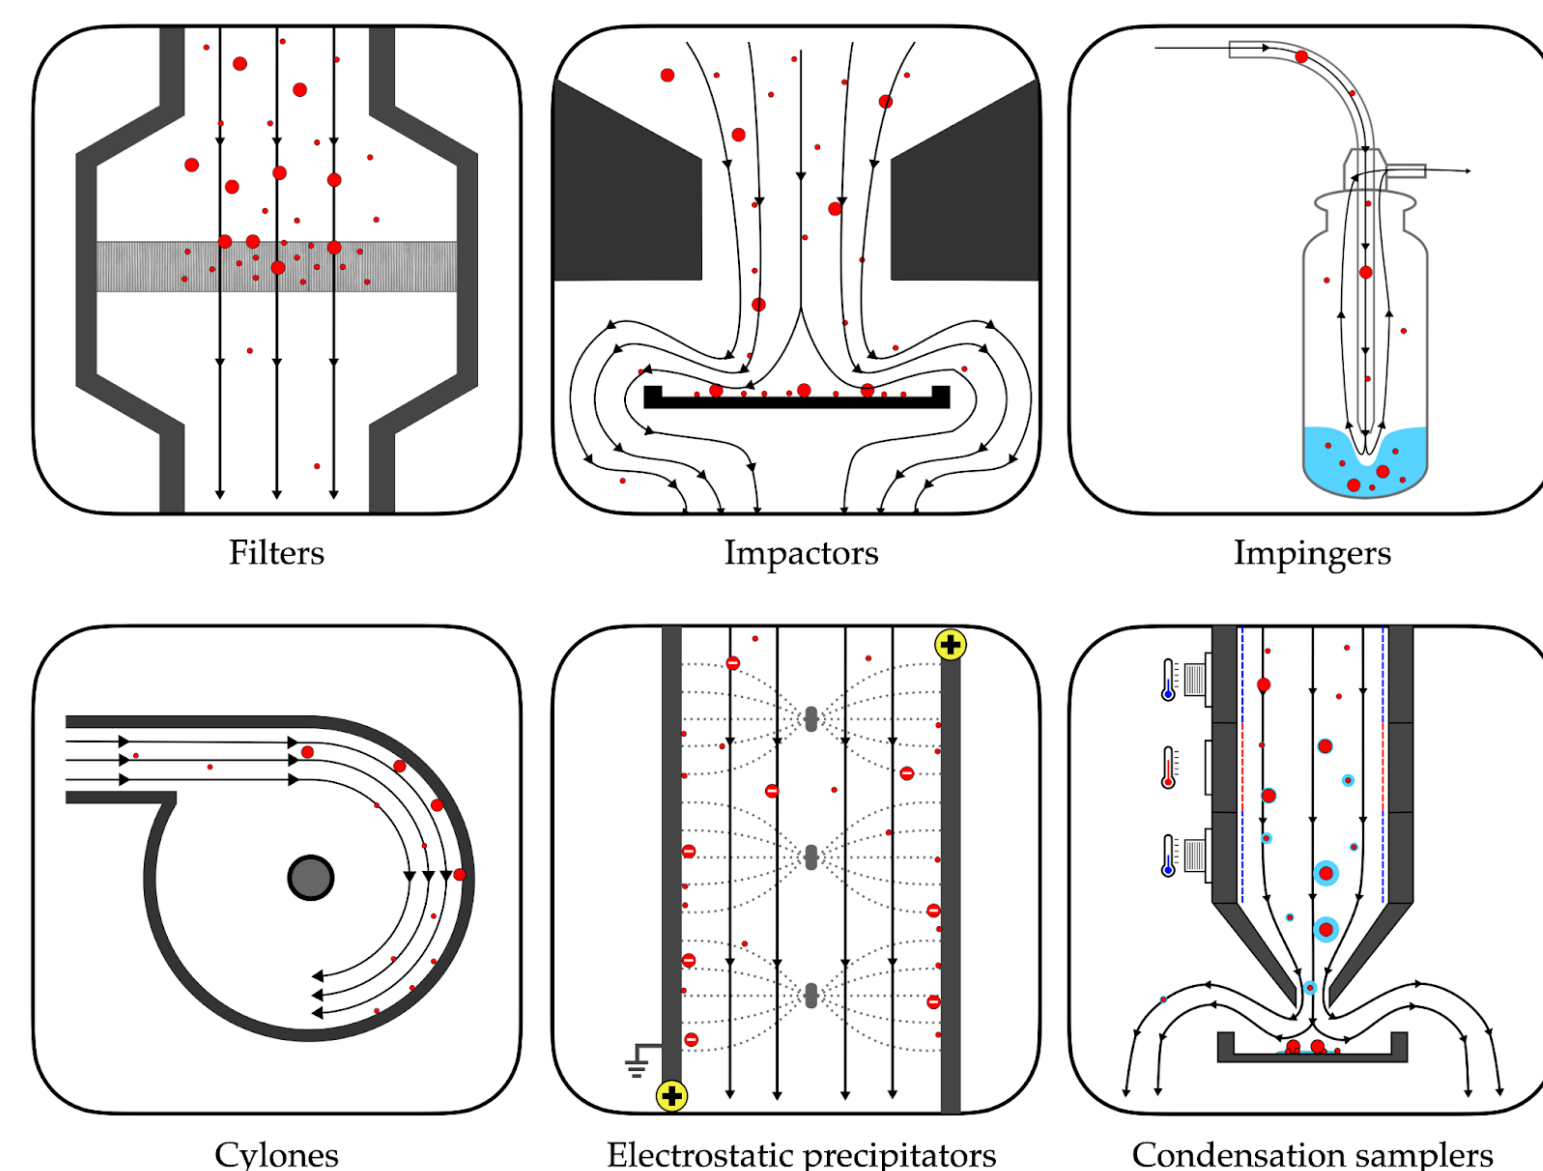 Filters
Impactors
Impingers
Cylones
Electrostatic precipitators
Condensation samplers